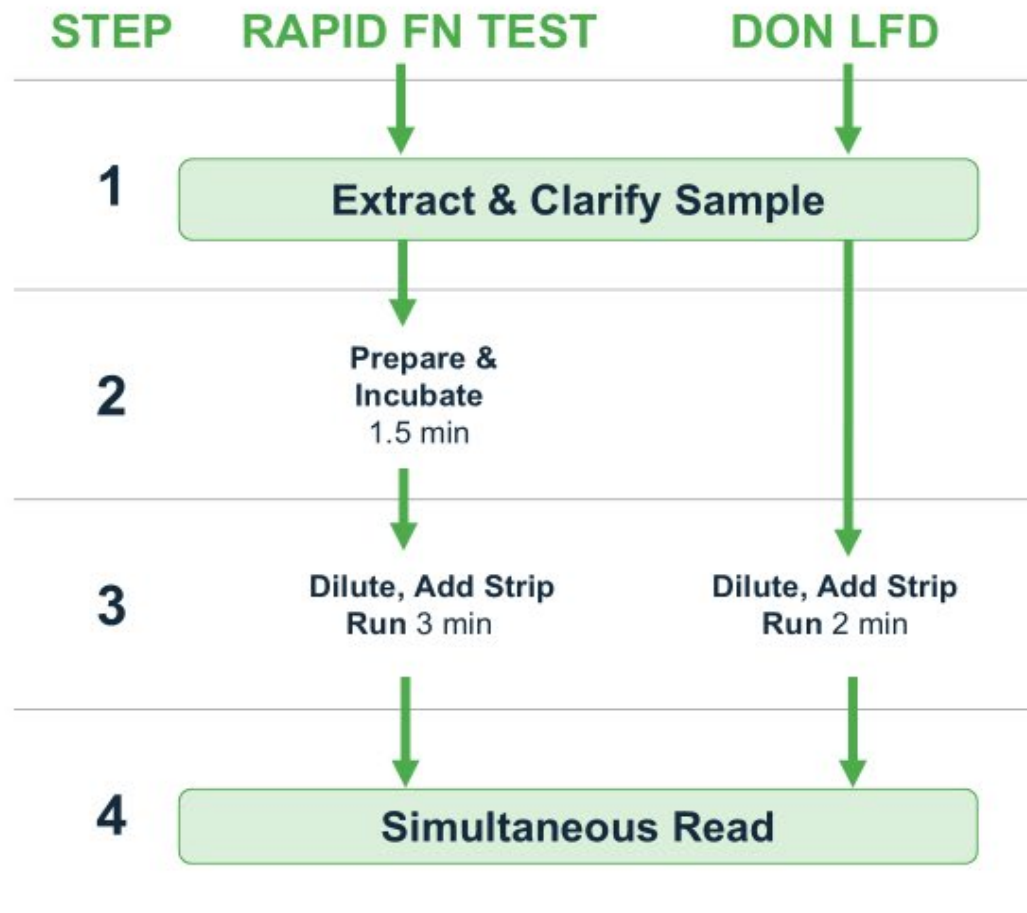 STEP RAPID FN TEST DON LFD
1 Extract & Clarify Sample
2
Prepare &
Incubate
1.5 min
3
Dilute, Add Strip
Run 3 min
Dilute, Add Strip
Run 2 min
4 Simultaneous Read